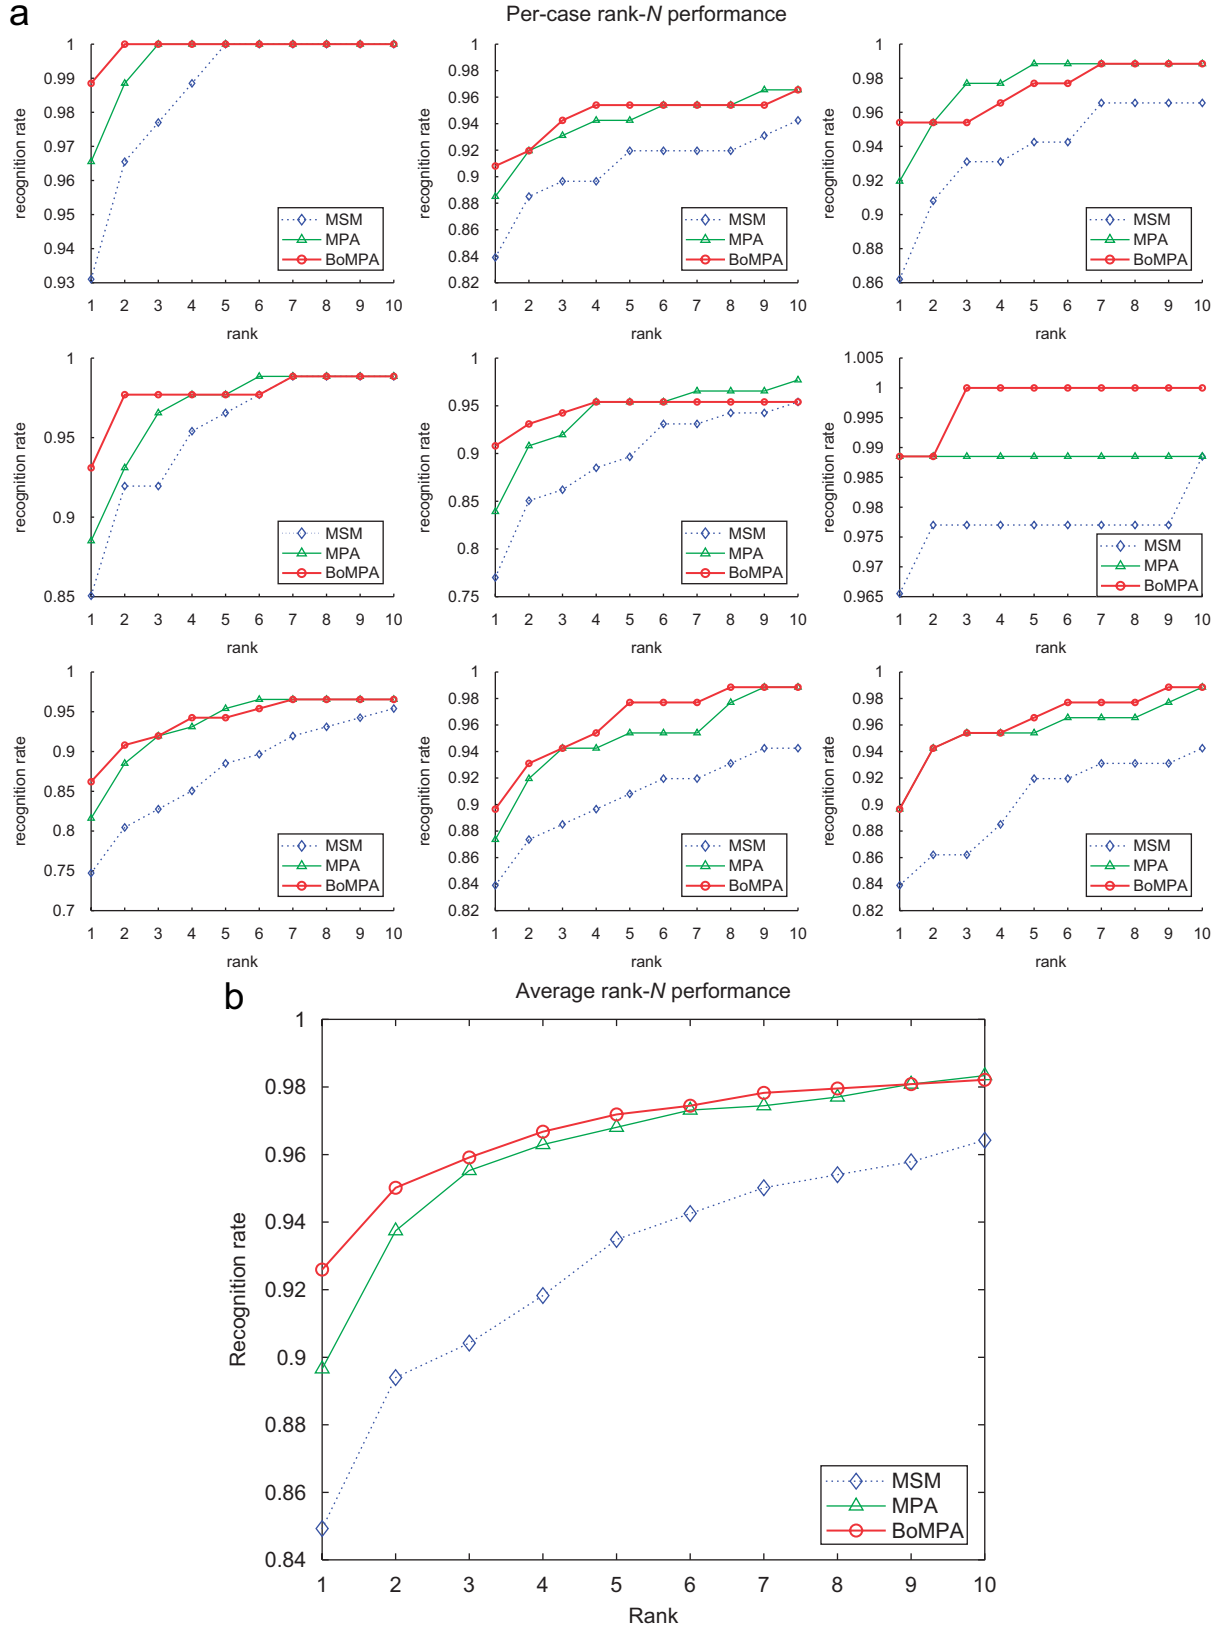 a
Per-case rank-N performance
1
0.99
0.98
0.97
0.96
0.95
0.94
0.93
recognition rate
MSM
MPA
BoMPA
1 2 3 4 5 6 7 8 9 10
rank
1
0.98
0.96
0.94
0.92
0.9
0.88
0.86
0.84
0.82
recognition rate
MSM
MPA
BoMPA
1 2 3 4 5 6 7 8 9 10
rank
1
0.98
0.96
0.94
0.92
0.9
0.88
0.86
recognition rate
MSM
MPA
BoMPA
1 2 3 4 5 6 7 8 9 10
rank
1
0.95
0.9
0.85
recognition rate
MSM
MPA
BoMPA
1 2 3 4 5 6 7 8 9 10
rank
1
0.95
0.9
0.85
0.8
0.75
recognition rate
MSM
MPA
BoMPA
1 2 3 4 5 6 7 8 9 10
rank
1.005
1
0.995
0.99
0.985
0.98
0.975
0.97
0.965
recognition rate
MSM
MPA
BoMPA
1 2 3 4 5 6 7 8 9 10
rank
1
0.95
0.9
0.85
0.8
0.75
0.7
recognition rate
MSM
MPA
BoMPA
1 2 3 4 5 6 7 8 9 10
rank
1
0.98
0.96
0.94
0.92
0.9
0.88
0.86
0.84
0.82
recognition rate
MSM
MPA
BoMPA
1 2 3 4 5 6 7 8 9 10
rank
1
0.98
0.96
0.94
0.92
0.9
0.88
0.86
0.84
0.82
recognition rate
MSM
MPA
BoMPA
1 2 3 4 5 6 7 8 9 10
rank
b
Average rank-N performance
1
0.98
0.96
0.94
0.92
0.9
0.88
0.86
0.84
Recognition rate
MSM
MPA
BoMPA
1 2 3 4 5 6 7 8 9 10
Rank